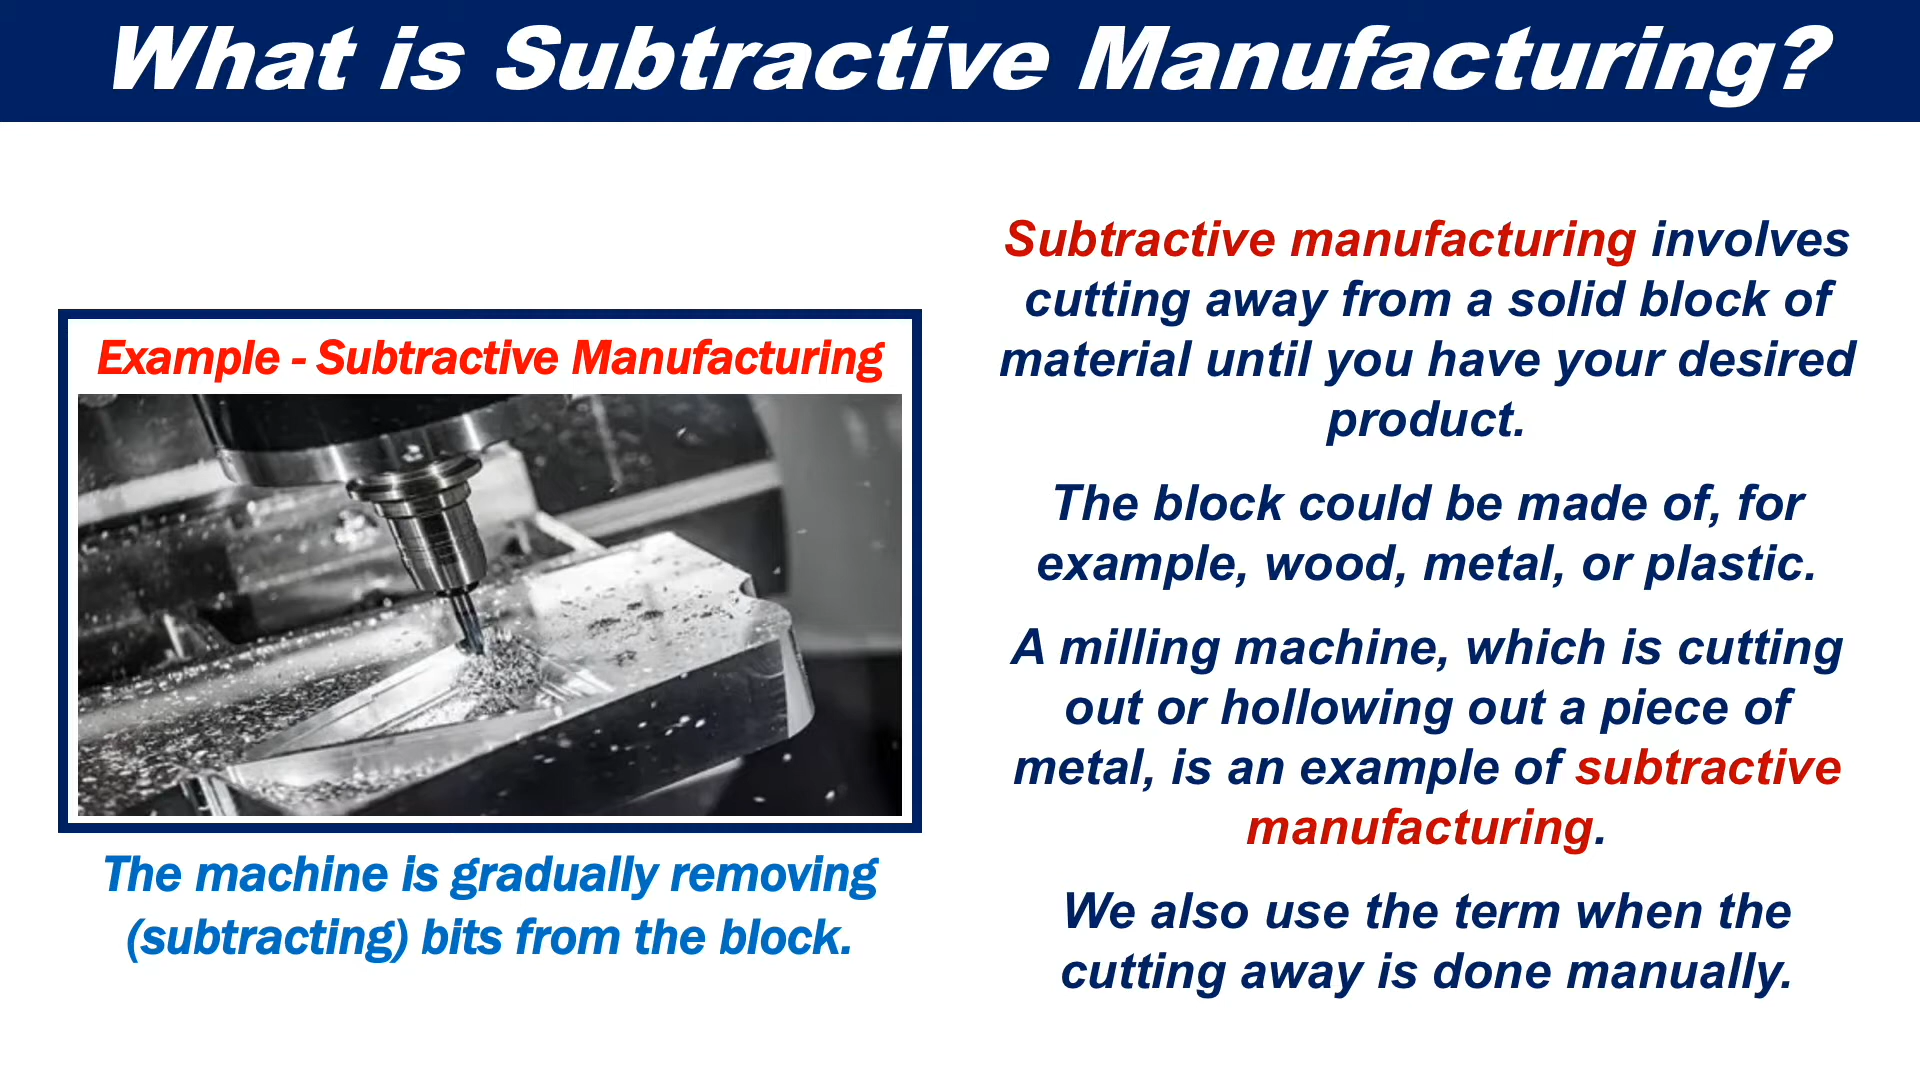 What is Subtractive Manufacturing?
Example - Subtractive Manufacturing
The machine is gradually removing
(subtracting) bits from the block.
Subtractive manufacturing involves
cutting away from a solid block of
material until you have your desired
product.
The block could be made of, for
example, wood, metal, or plastic.
A milling machine, which is cutting
out or hollowing out a piece of
metal, is an example of subtractive
manufacturing.
We also use the term when the
cutting away is done manually.